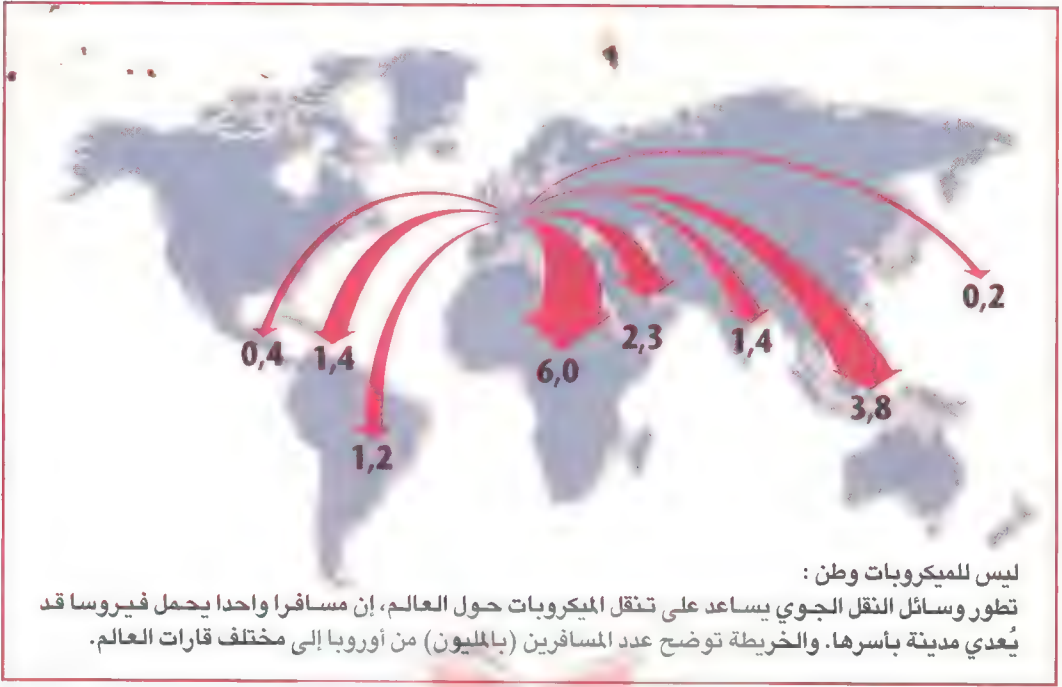 0,2
0,4
1,4
2,3
1,4
6,0
3,8
1,2
ليس للميكروبات وطن :
تطور وسائل النقل الجوي يساعد على تنقل الميكروبات حول العالم، إن مسافرا واحدا يحمل فيروسا قد
يُعدي مدينة بأسرها. والخريطة توضح عدد المسافرين (بالمليون) من أوروبا إلى مختلف قارات العالم.